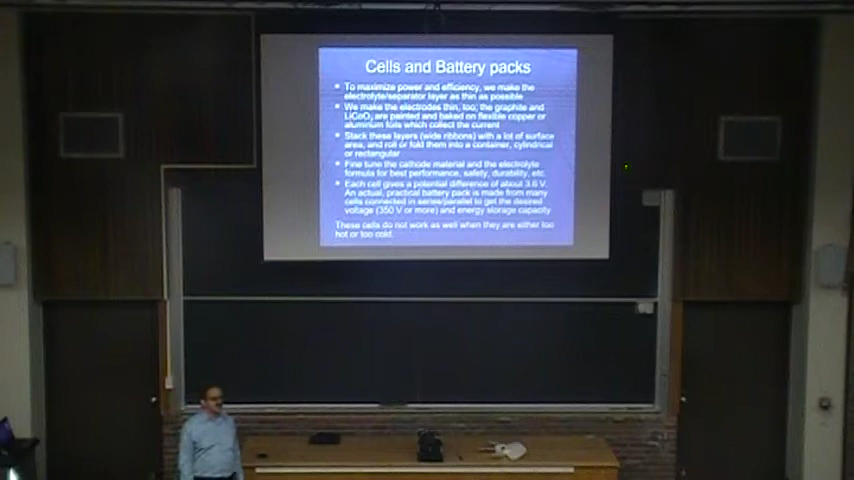 Cells and Battery packs
To maximize power and efficiency, we make the
electrolyte/separator layer as thin as possible
We make the electrodes thin, too; the graphite and
LiCoO₂ are painted and baked on flexible copper or
aluminum foils which collect the current
Stack these layers (wide ribbons) with a lot of surface
area, and roll or fold them into a container, cylindrical
or rectangular
Fine tune the cathode material and the electrolyte
formula for best performance, safety, durability, etc.
Each cell gives a potential difference of about 3.6 V.
An actual, practical battery pack is made from many
cells connected in series/parallel to get the desired
voltage (350 V or more) and energy storage capacity
These cells do not work as well when they are either too
hot or too cold.